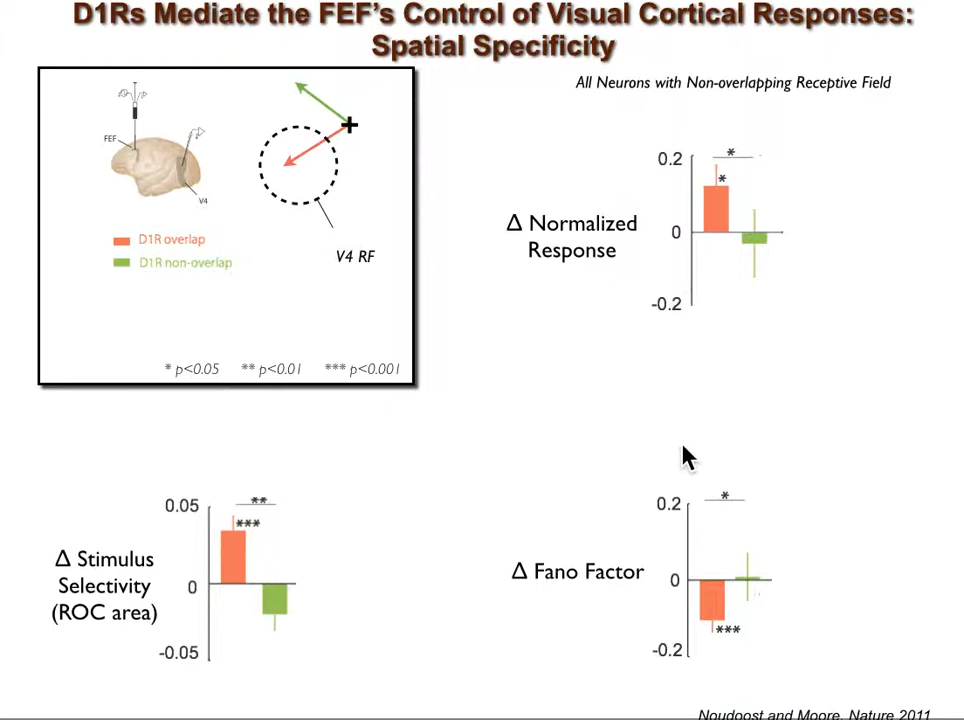 D1Rs Mediate the FEF's Control of Visual Cortical Responses:
Spatial Specificity
FEF
V4
V4 RF
D1R overlap
D1R non-overlap
* p<0.05 ** p<0.01 *** p<0.001
All Neurons with Non-overlapping Receptive Field
Δ Normalized
Response
0.2
0
-0.2
*
*
Δ Stimulus
Selectivity
(ROC area)
0.05
0
-0.05
**
***
Δ Fano Factor
0.2
0
-0.2
*
***
Noudoost and Moore, Nature 2011